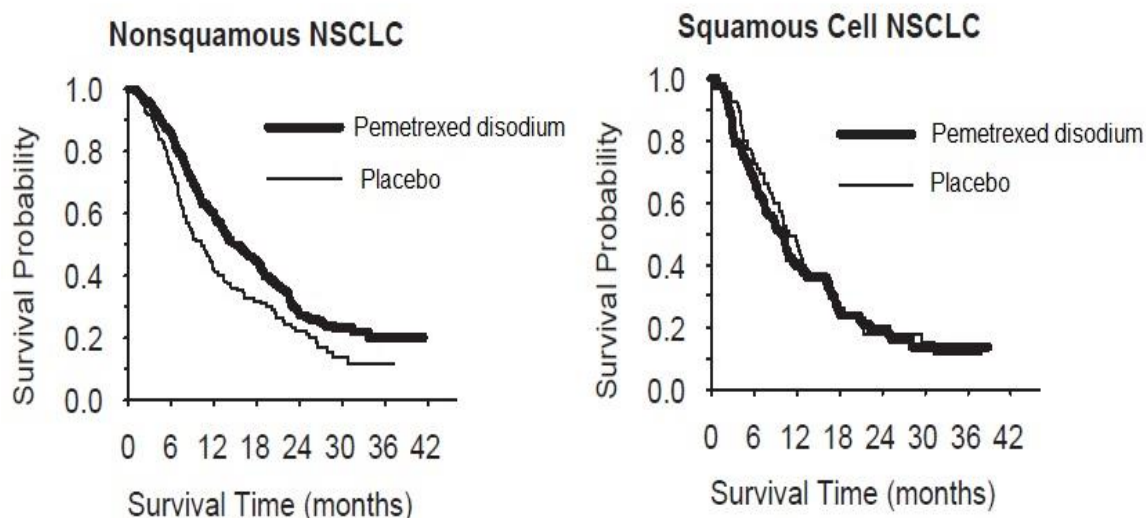 Nonsquamous NSCLC
Survival Probability
1.0
0.8
0.6
0.4
0.2
0.0
Pemetrexed disodium
Placebo
0 6 12 18 24 30 36 42
Survival Time (months)
Squamous Cell NSCLC
Survival Probability
1.0
0.8
0.6
0.4
0.2
0.0
Pemetrexed disodium
Placebo
0 6 12 18 24 30 36 42
Survival Time (months)